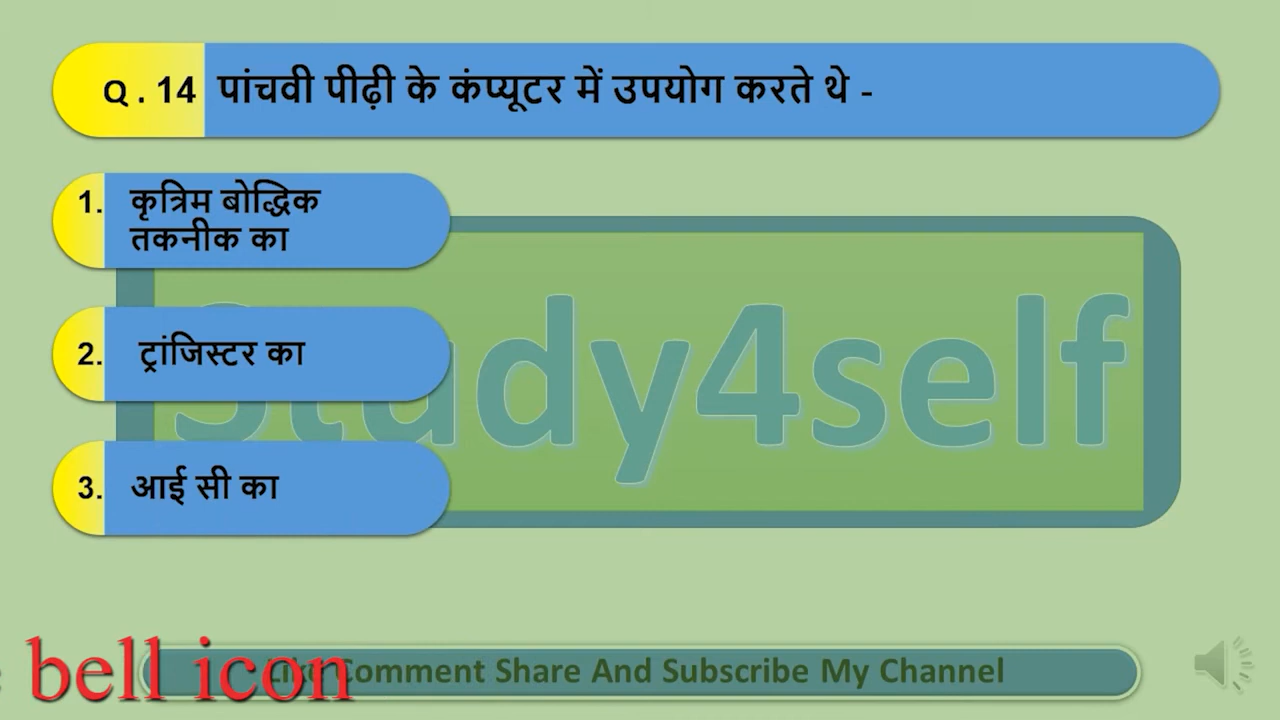 Q . 14 पांचवी पीढ़ी के कंप्यूटर में उपयोग करते थे -
1. कृत्रिम बोद्धिक
तकनीक का
2. ट्रांजिस्टर का
3. आई सी का
Study4self
bell icon
Like Comment Share And Subscribe My Channel